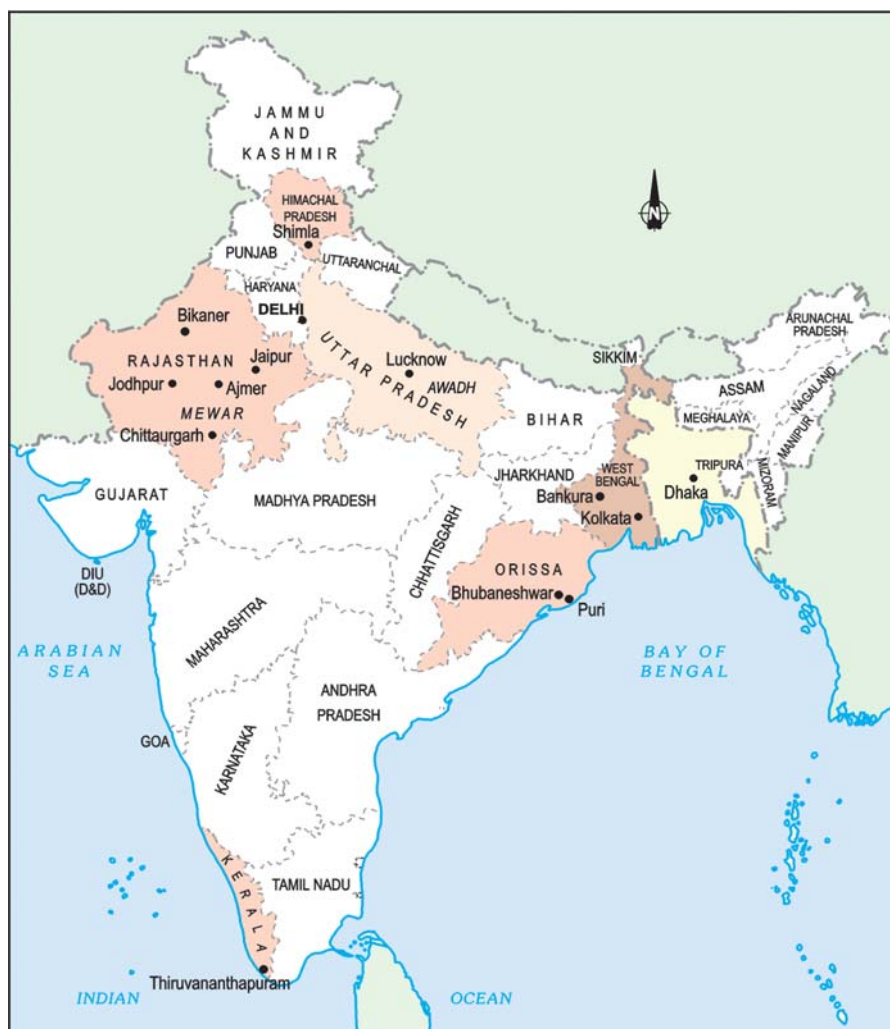 JAMMU
AND
KASHMIR
HIMACHAL
PRADESH
Shimla
PUNJAB
UTTARANCHAL
HARYANA
DELHI
N
Bikaner
RAJASTHAN
Jaipur
Jodhpur
Ajmer
MEWAR
Chittaurgarh
UTTAR PRADESH
Lucknow
AWADH
SIKKIM
ARUNACHAL
PRADESH
ASSAM
NAGALAND
MEGHALAYA
MANIPUR
BIHAR
TRIPURA
MIZORAM
JHARKHAND
WEST
BENGAL
Bankura
Dhaka
Kolkata
GUJARAT
MADHYA PRADESH
CHHATTISGARH
DIU
(D&D)
ORISSA
Bhubaneshwar
Puri
MAHARASHTRA
ARABIAN
SEA
BAY OF
BENGAL
ANDHRA
PRADESH
GOA
KARNATAKA
KERALA
TAMIL NADU
Thiruvananthapuram
INDIAN
OCEAN